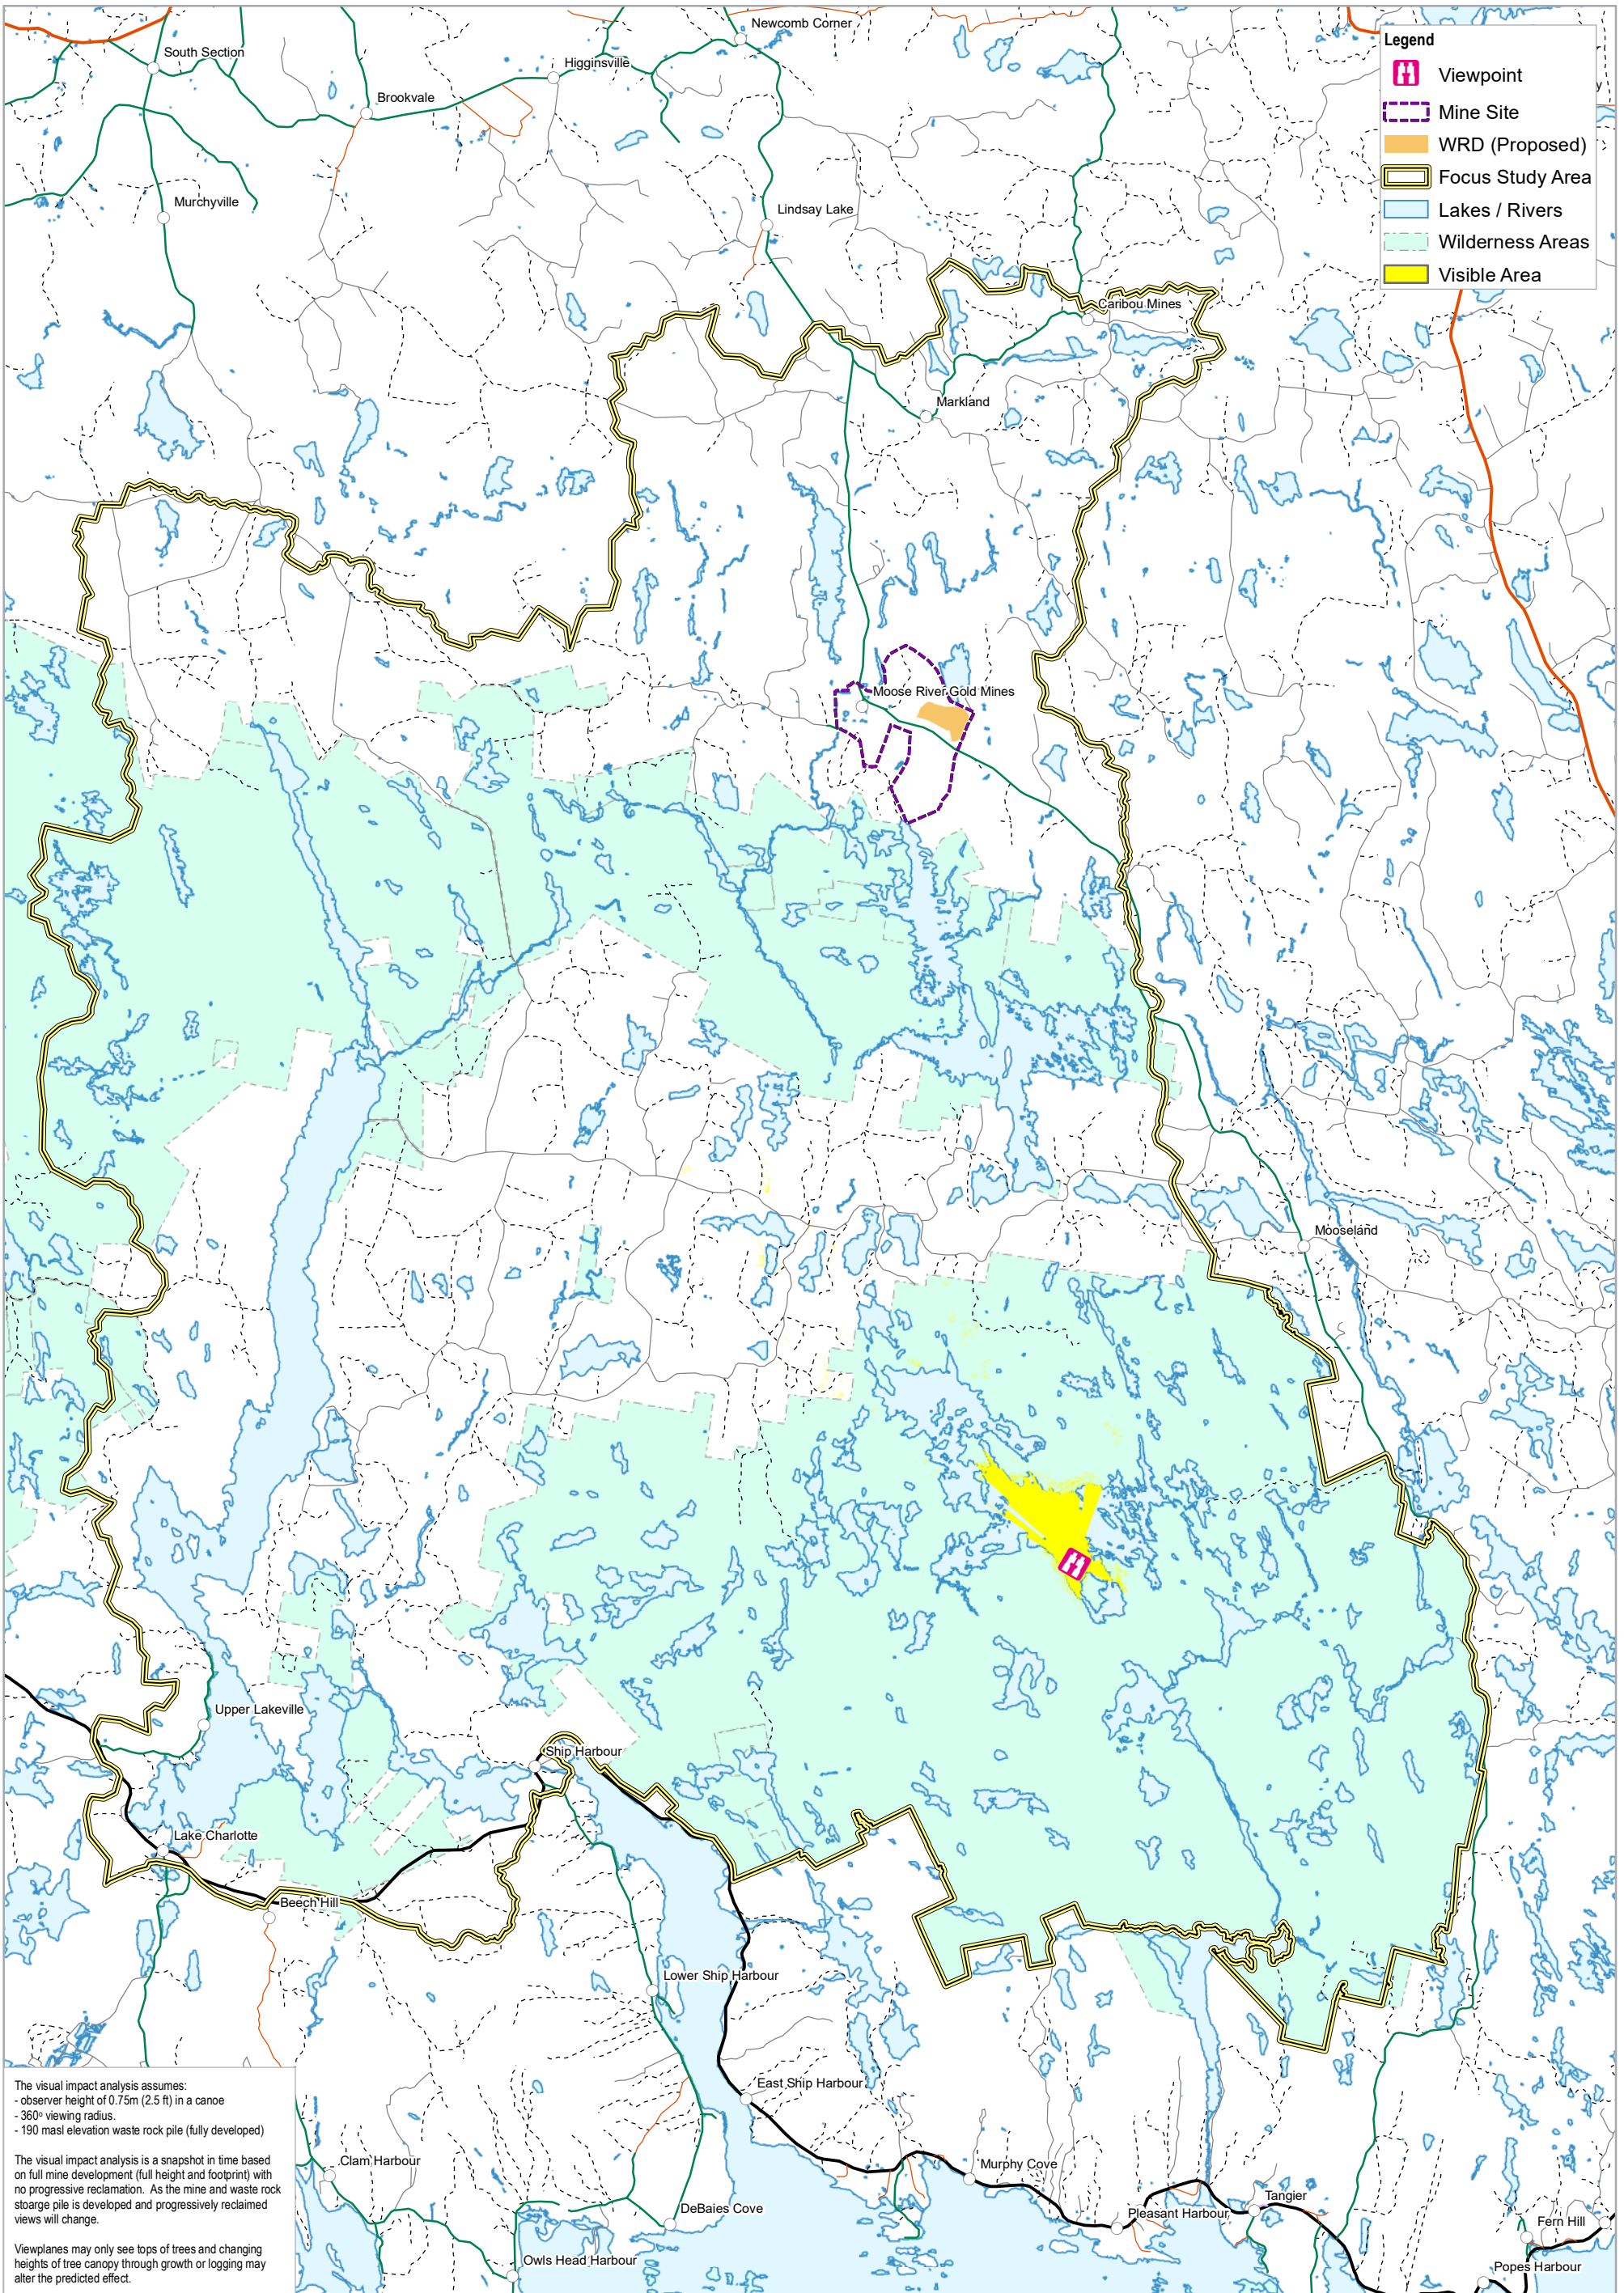 Newcomb Corner
South Section
Higginsville
Brookvale
Murchyville
Lindsay Lake
Legend
Viewpoint
Mine Site
WRD (Proposed)
Focus Study Area
Lakes / Rivers
Wilderness Areas
Visible Area
Caribou Mines
Markland
Moose River Gold Mines
Mooseland
Upper Lakeville
Ship Harbour
Lake Charlotte
Beech Hill
Lower Ship Harbour
East Ship Harbour
Clam Harbour
Murphy Cove
DeBaies Cove
Pleasant Harbour
Tangier
Fern Hill
Owls Head Harbour
Popes Harbour
The visual impact analysis assumes:
- observer height of 0.75m (2.5 ft) in a canoe
- 360º viewing radius.
- 190 masl elevation waste rock pile (fully developed)
The visual impact analysis is a snapshot in time based
on full mine development (full height and footprint) with
no progressive reclamation. As the mine and waste rock
stoarge pile is developed and progressively reclaimed
views will change.
Viewplanes may only see tops of trees and changing
heights of tree canopy through growth or logging may
alter the predicted effect.